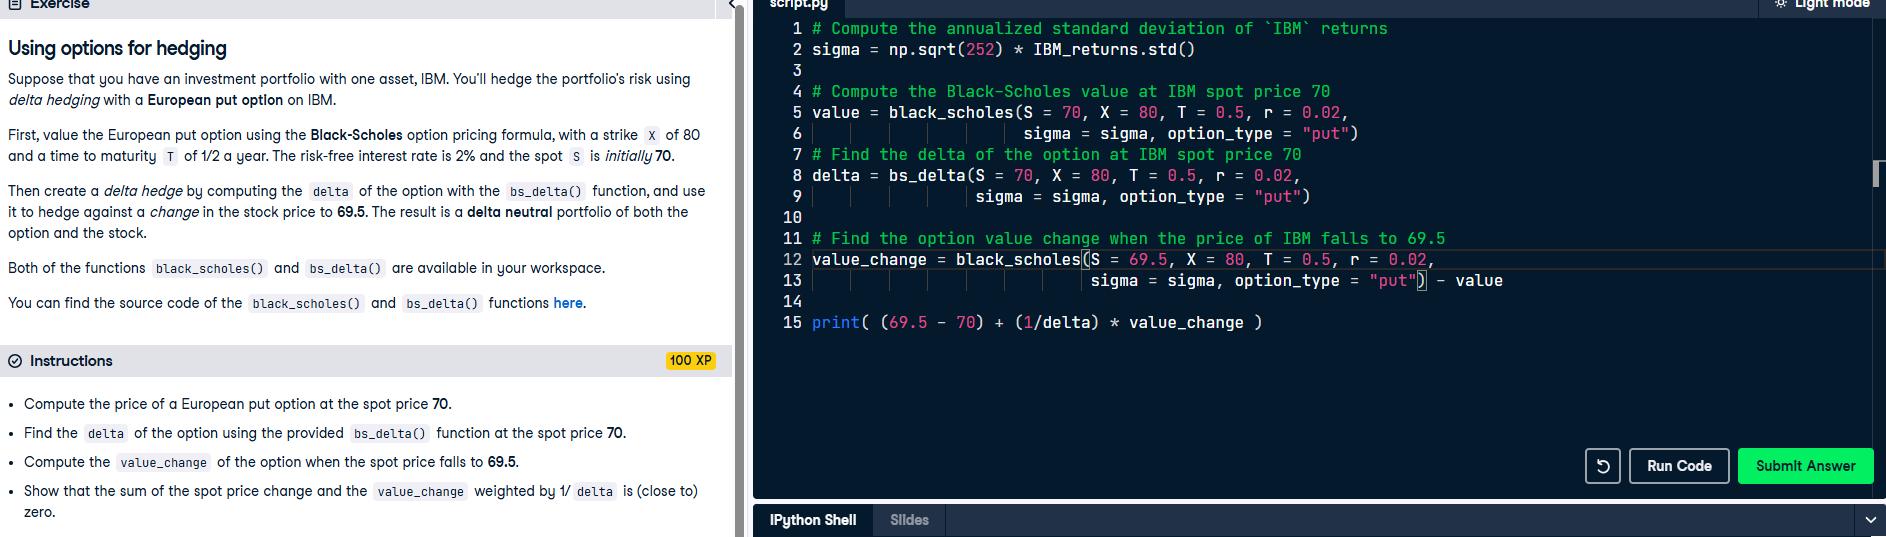 Exercise
Using options for hedging
Suppose that you have an investment portfolio with one asset, IBM. You'll hedge the portfolio's risk using
delta hedging with a European put option on IBM.
First, value the European put option using the Black-Scholes option pricing formula, with a strike X of 80
and a time to maturity T of 1/2 a year. The risk-free interest rate is 2% and the spot S is initially 70.
Then create a delta hedge by computing the delta of the option with the bs_delta() function, and use
it to hedge against a change in the stock price to 69.5. The result is a delta neutral portfolio of both the
option and the stock.
Both of the functions black_scholes() and bs_delta() are available in your workspace.
You can find the source code of the black_scholes() and bs_delta() functions here.
Instructions
100 XP
• Compute the price of a European put option at the spot price 70.
• Find the delta of the option using the provided bs_delta() function at the spot price 70.
• Compute the value_change of the option when the spot price falls to 69.5.
• Show that the sum of the spot price change and the value_change weighted by 1/ delta is (close to)
zero.
script.py
Light mode
1 # Compute the annualized standard deviation of `IBM` returns
2 sigma = np.sqrt(252) * IBM_returns.std()
3
4 # Compute the Black-Scholes value at IBM spot price 70
5 value = black_scholes(S = 70, X = 80, T = 0.5, r = 0.02,
6                       sigma = sigma, option_type = "put")
7 # Find the delta of the option at IBM spot price 70
8 delta = bs_delta(S = 70, X = 80, T = 0.5, r = 0.02,
9                  sigma = sigma, option_type = "put")
10
11 # Find the option value change when the price of IBM falls to 69.5
12 value_change = black_scholes(S = 69.5, X = 80, T = 0.5, r = 0.02,
13                              sigma = sigma, option_type = "put") - value
14
15 print( (69.5 - 70) + (1/delta) * value_change )
Run Code
Submit Answer
IPython Shell
Slides